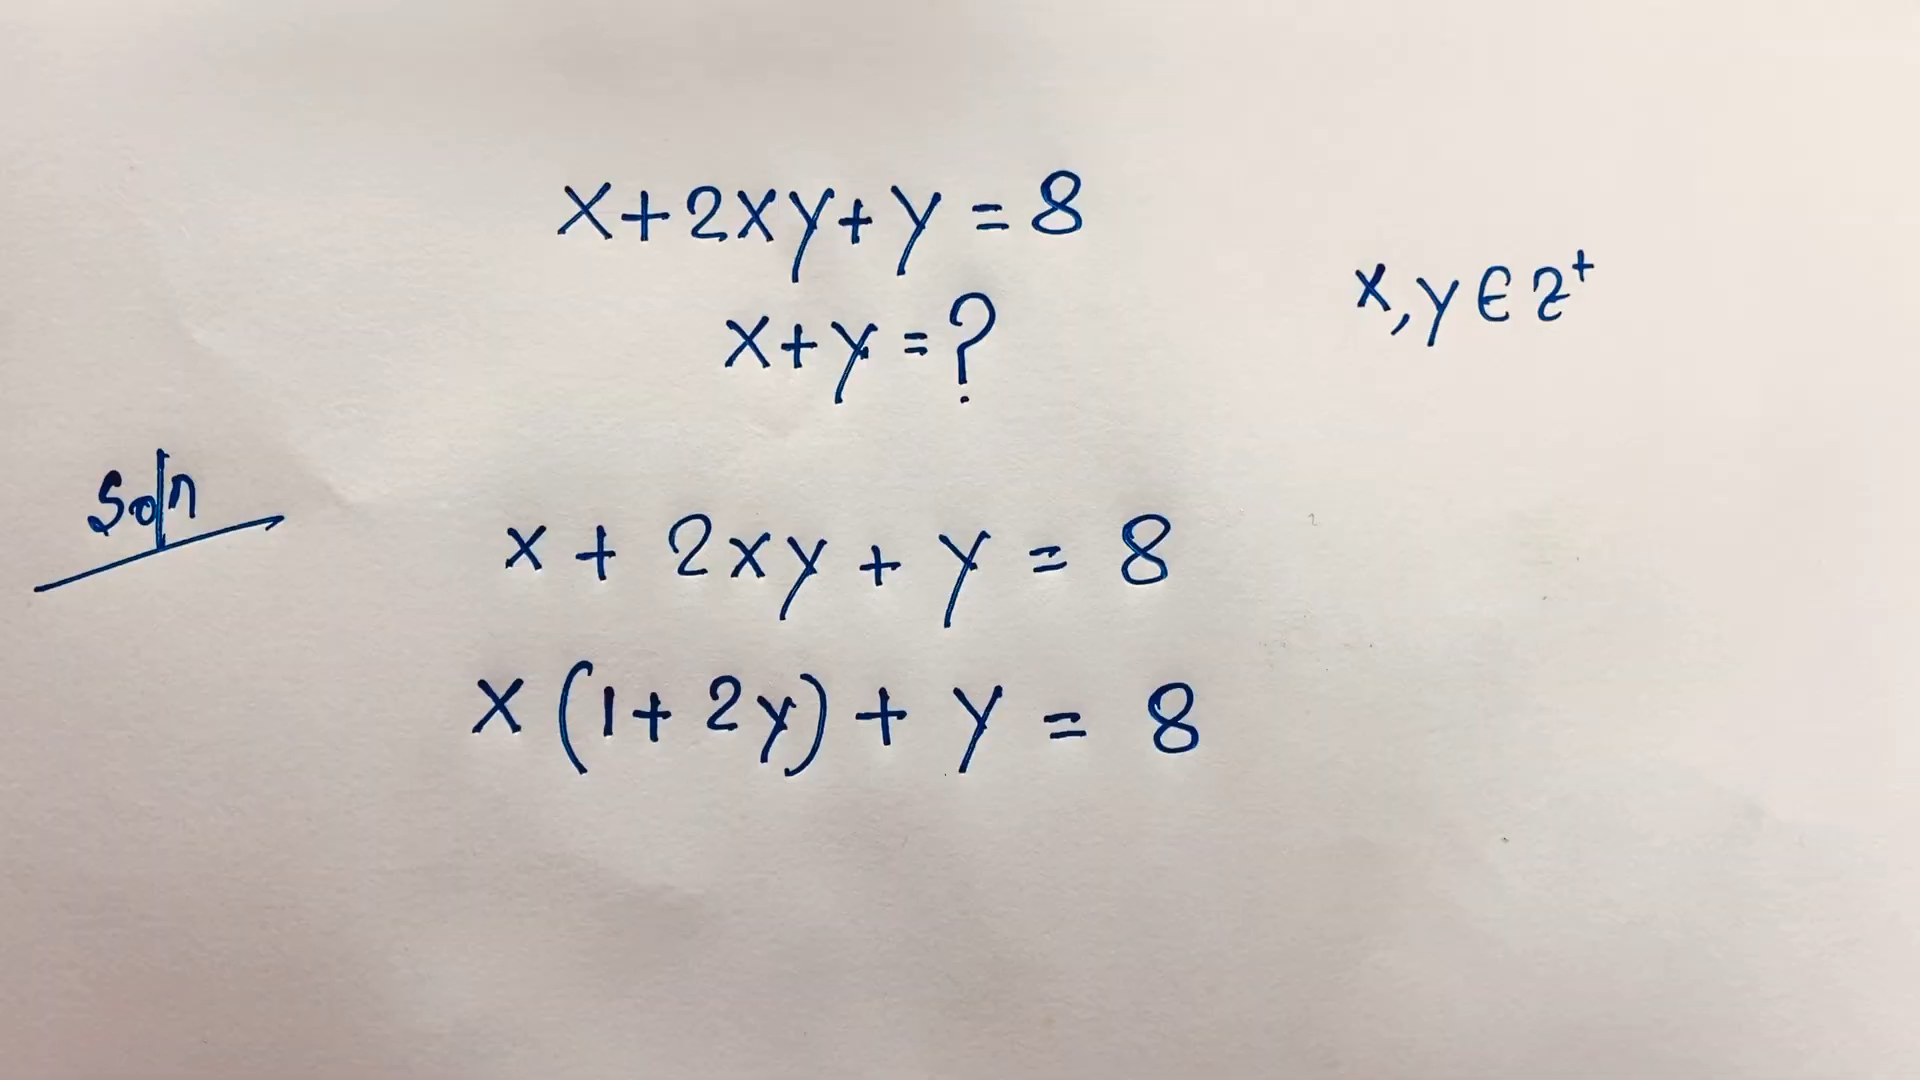 x+2xy+y=8
x+y=?
x,y∈Z⁺
Soln
x + 2xy + y = 8
x(1+2y) + y = 8